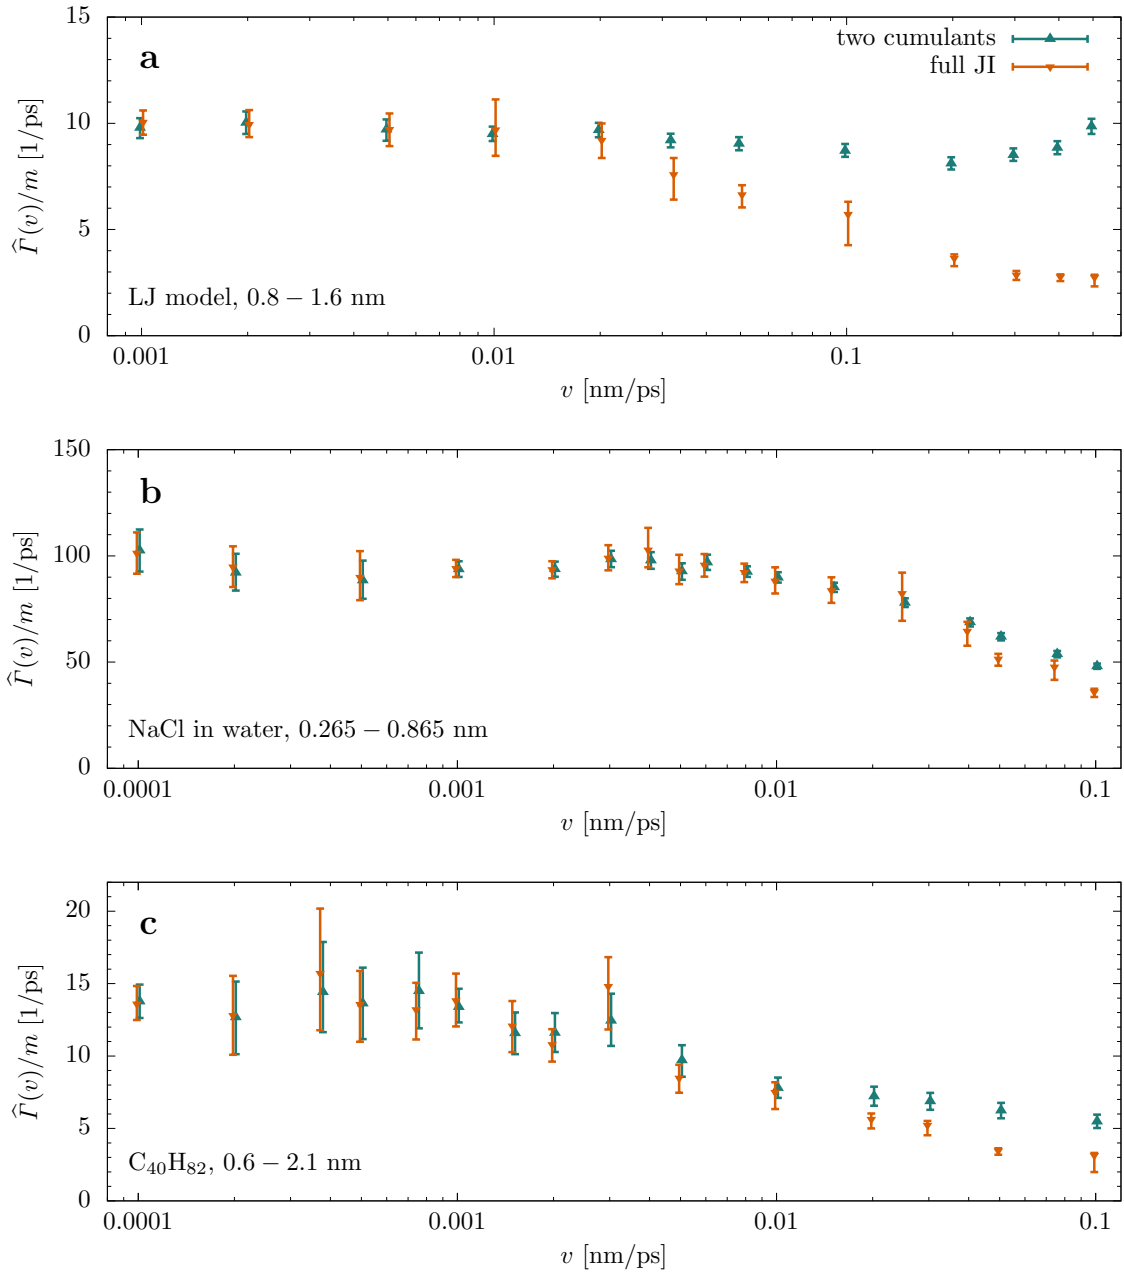 15
10
5
0
a
two cumulants
full JI
Γ̂(v)/m [1/ps]
LJ model, 0.8 – 1.6 nm
0.001
0.01
0.1
v [nm/ps]
150
100
50
0
b
Γ̂(v)/m [1/ps]
NaCl in water, 0.265 – 0.865 nm
0.0001
0.001
0.01
0.1
v [nm/ps]
20
15
10
5
0
c
Γ̂(v)/m [1/ps]
C₄₀H₈₂, 0.6 – 2.1 nm
0.0001
0.001
0.01
0.1
v [nm/ps]